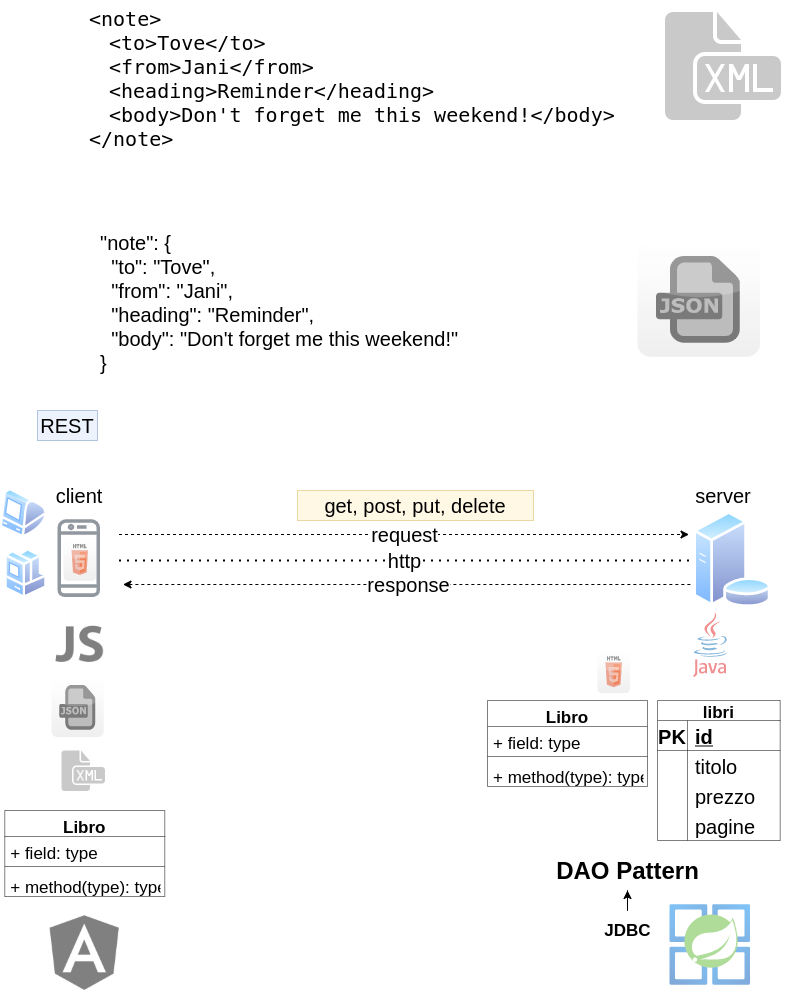 <note>
  <to>Tove</to>
  <from>Jani</from>
  <heading>Reminder</heading>
  <body>Don't forget me this weekend!</body>
</note>
XML
"note": {
  "to": "Tove",
  "from": "Jani",
  "heading": "Reminder",
  "body": "Don't forget me this weekend!"
}
JSON
REST
client
get, post, put, delete
server
request
http
response
HTML
5
JS
JSON
XML
Libro
+ field: type
+ method(type): type
A
Java
HTML
5
Libro
+ field: type
+ method(type): type
libri
PK id
titolo
prezzo
pagine
DAO Pattern
JDBC